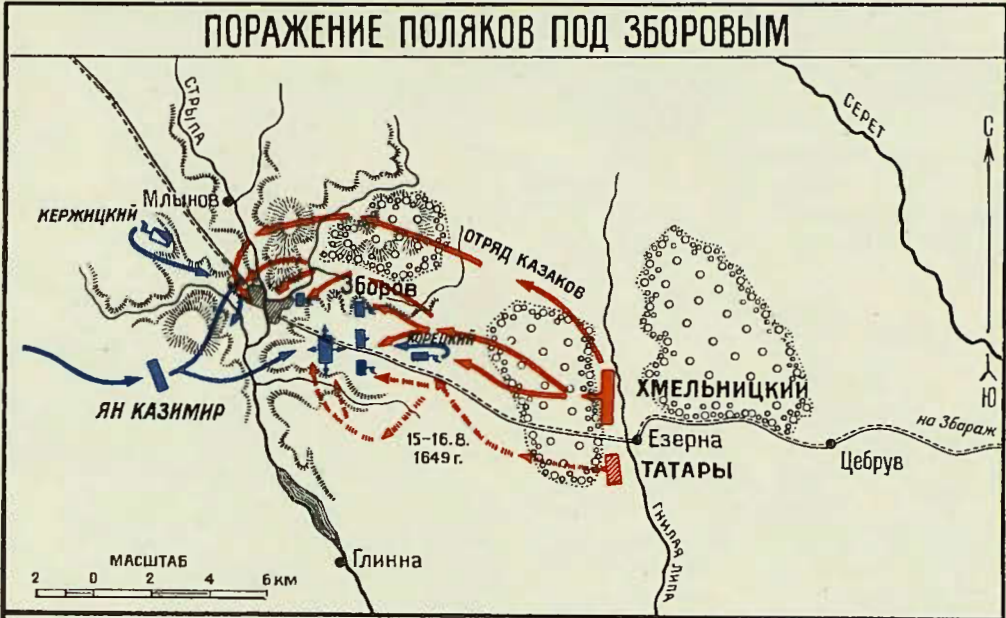 ПОРАЖЕНИЕ ПОЛЯКОВ ПОД ЗБОРОВЫМ
СТРЫПА
СЕРЕТ
С
Млынов
КЕРЖИЦКИЙ
ОТРЯД КАЗАКОВ
Зборов
КОРЕЦКИЙ
ХМЕЛЬНИЦКИЙ
Ю
ЯН КАЗИМИР
на Збараж
15-16.8.
1649 г.
Езерна
Цебрув
ТАТАРЫ
ГНИЛАЯ ЛИПА
Глинна
МАСШТАБ
2 0 2 4 6 км